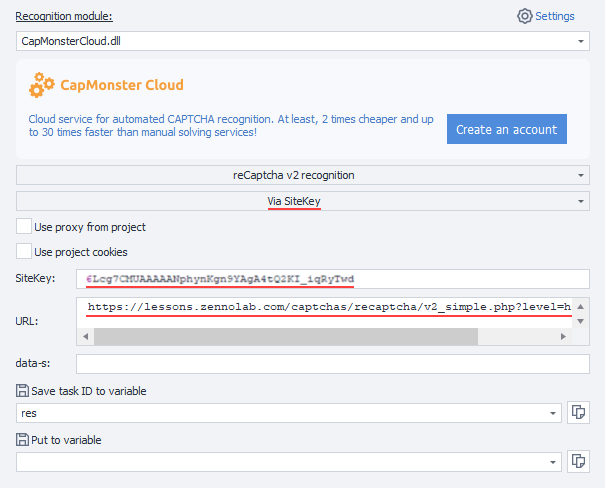 Recognition module:
Settings
CapMonsterCloud.dll
CapMonster Cloud
Cloud service for automated CAPTCHA recognition. At least, 2 times cheaper and up
to 30 times faster than manual solving services!
Create an account
reCaptcha v2 recognition
Via SiteKey
Use proxy from project
Use project cookies
SiteKey:
URL:
https://lessons.zennolab.com/captchas/recaptcha/v2_simple.php?level=h
data-s:
Save task ID to variable
res
Put to variable